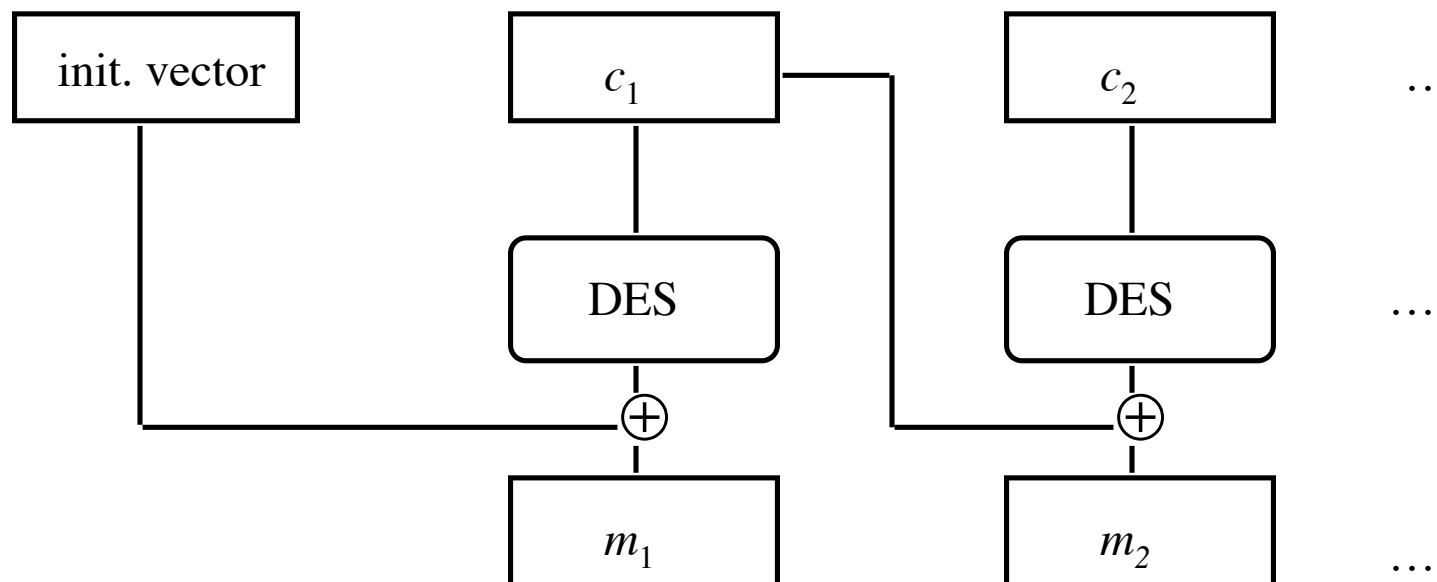 init. vector c₁ c₂ ..
DES DES ...
⊕ ⊕
m₁ m₂ ...